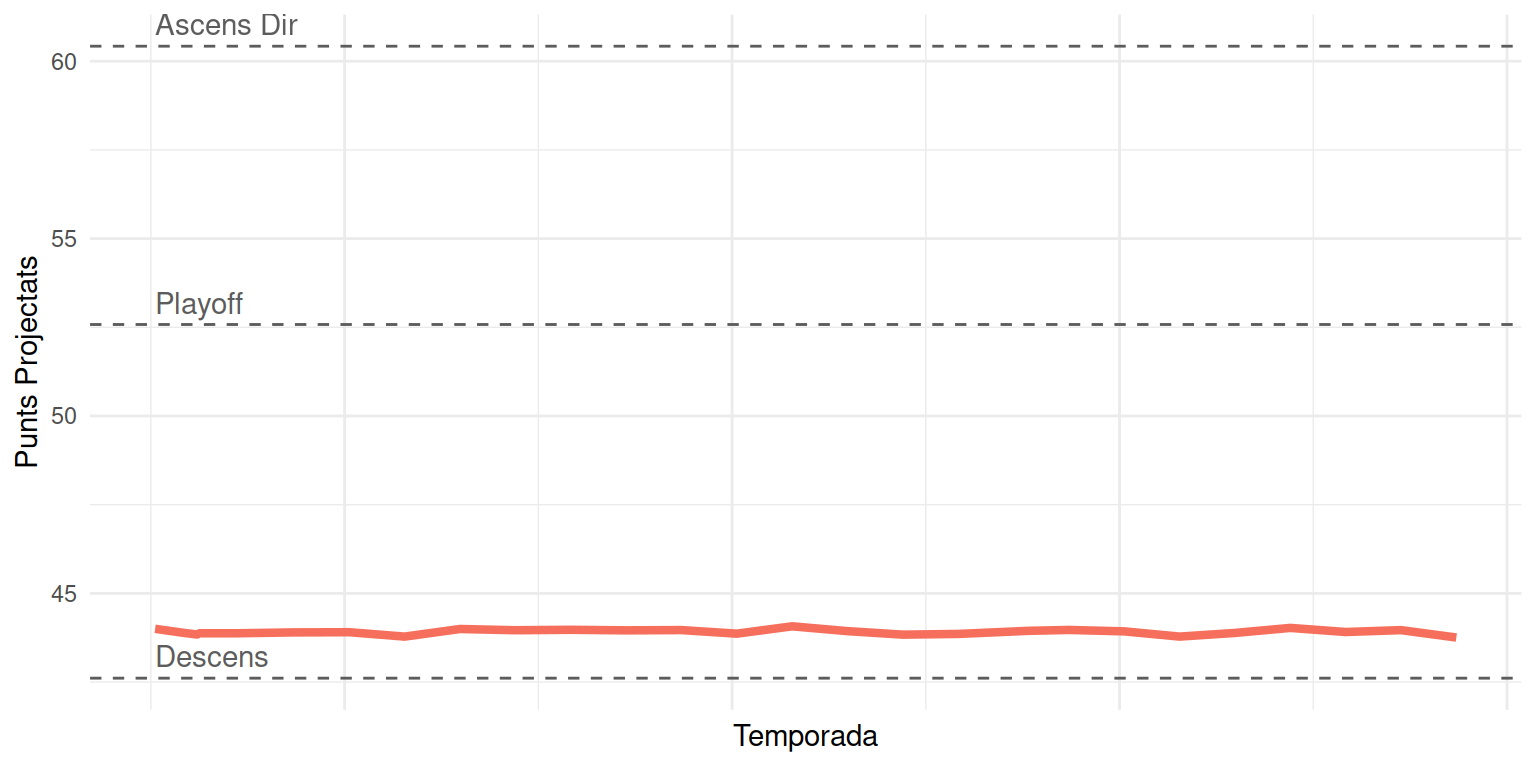 Ascens Dir
60
55
Playoff
50
45
Descens
Punts Projectats
Temporada